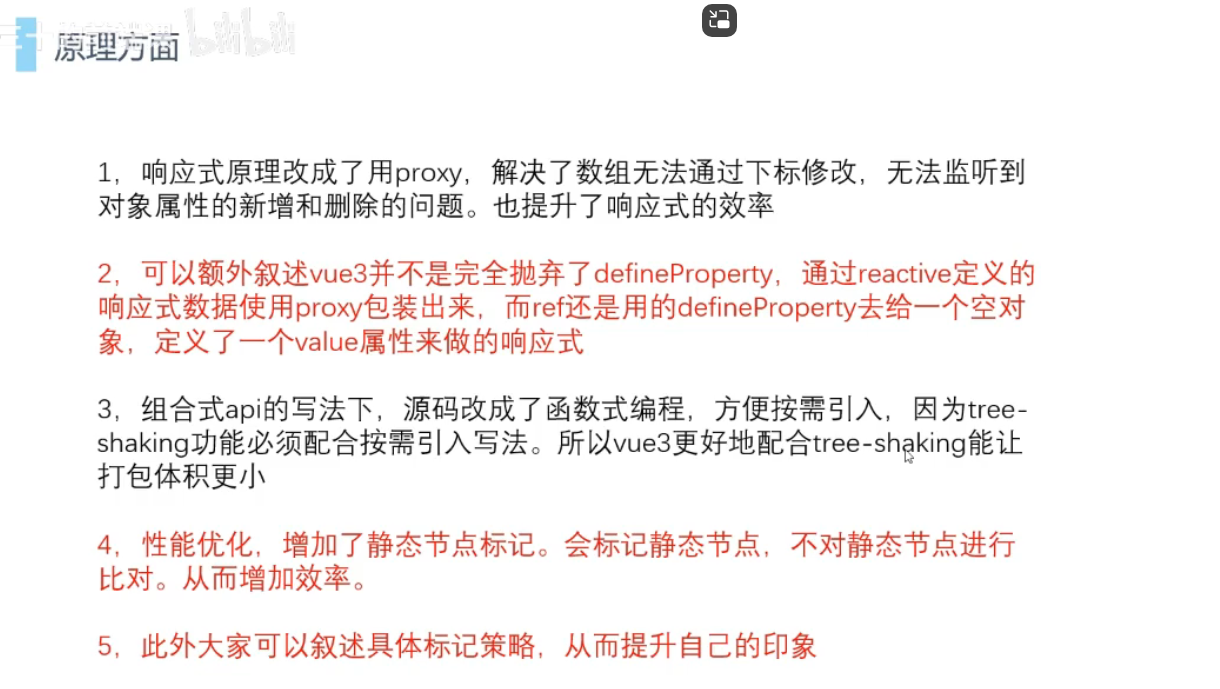 原理方面
bilibili
1，响应式原理改成了用proxy，解决了数组无法通过下标修改，无法监听到
对象属性的新增和删除的问题。也提升了响应式的效率
2，可以额外叙述vue3并不是完全抛弃了defineProperty，通过reactive定义的
响应式数据使用proxy包装出来，而ref还是用的defineProperty去给一个空对
象，定义了一个value属性来做的响应式
3，组合式api的写法下，源码改成了函数式编程，方便按需引入，因为tree-
shaking功能必须配合按需引入写法。所以vue3更好地配合tree-shaking能让
打包体积更小
4，性能优化，增加了静态节点标记。会标记静态节点，不对静态节点进行
比对。从而增加效率。
5，此外大家可以叙述具体标记策略，从而提升自己的印象